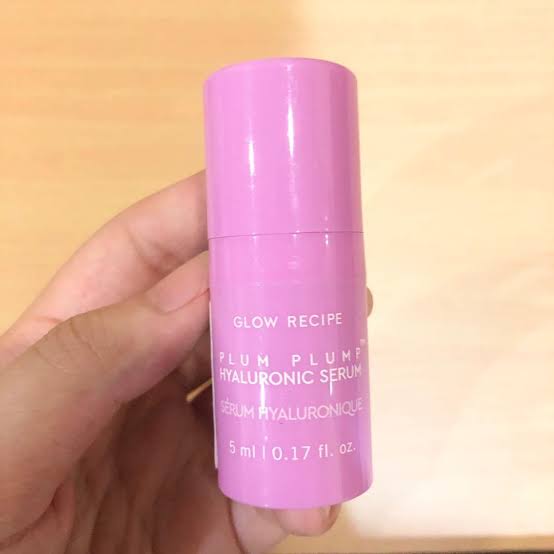 GLOW RECIPE
PLUM PLUMP™
HYALURONIC SERUM
SÉRUM HYALURONIQUE
5 ml | 0.17 fl. oz.